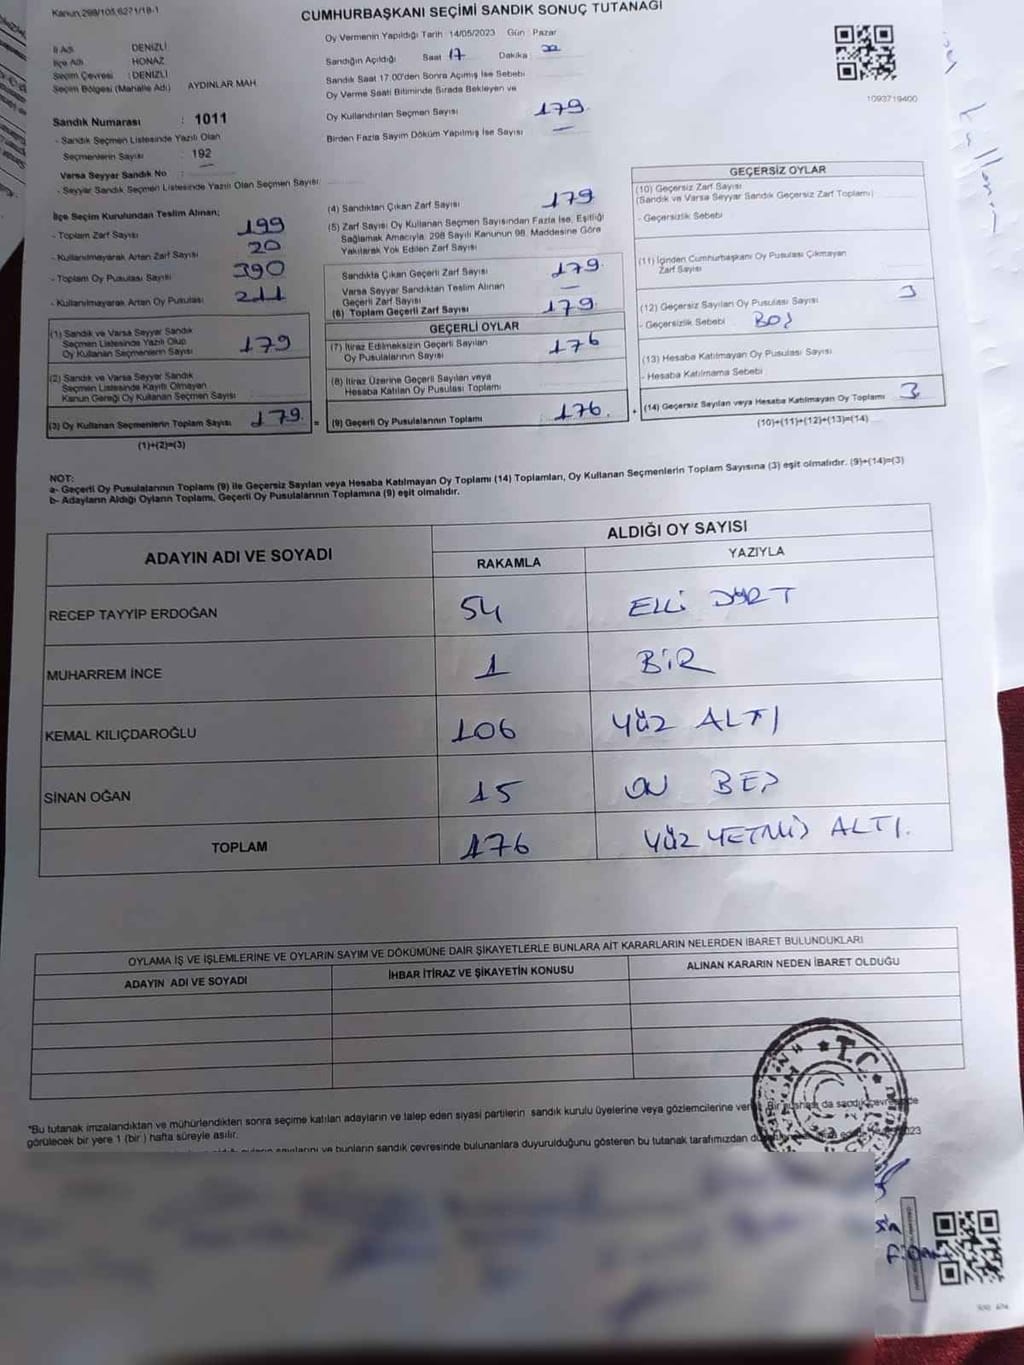 Kanun,298/105,6271/18-1
CUMHURBAŞKANI SEÇİMİ SANDIK SONUÇ TUTANAĞI
İl Adı DENİZLİ
İlçe Adı HONAZ
Seçim Çevresi : DENİZLİ
Seçim Bölgesi (Mahalle Adı) AYDINLAR MAH
Sandık Numarası : 1011
- Sandık Seçmen Listesinde Yazılı Olan
Seçmenlerin Sayısı : 192
Varsa Seyyar Sandık No
- Seyyar Sandık Seçmen Listesinde Yazılı Olan Seçmen Sayısı:
Oy Vermenin Yapıldığı Tarih 14/05/2023 Gün : Pazar
Sandığın Açıldığı Saat 17 Dakika
Sandık Saat 17.00'den Sonra Açımış İse Sebebi
Oy Verme Saati Bitiminde Sırada Bekleyen ve
Oy Kullandırılan Seçmen Sayısı 179
Birden Fazla Sayım Döküm Yapılmış İse Sayısı —
1093719400
İlçe Seçim Kurulundan Teslim Alınan;
- Toplam Zarf Sayısı 199
- Kullanılmayarak Artan Zarf Sayısı 20
- Toplam Oy Pusulası Sayısı 390
- Kullanılmayarak Artan Oy Pusulası 211
(1) Sandık ve Varsa Seyyar Sandık
Seçmen Listesinde Yazılı Olup
Oy Kullanan Seçmenlerin Sayısı 179
(2) Sandık ve Varsa Seyyar Sandık
Seçmen Listesinde Kayıtlı Olmayan
Kanun Gereği Oy Kullanan Seçmen Sayısı
(3) Oy Kullanan Seçmenlerin Toplam Sayısı 179
(1)+(2)=(3)
(4) Sandıktan Çıkan Zarf Sayısı 179
(5) Zarf Sayısı Oy Kullanan Seçmen Sayısından Fazla İse, Eşitliği
Sağlamak Amacıyla; 298 Sayılı Kanunun 98. Maddesine Göre
Yakılarak Yok Edilen Zarf Sayısı
Sandıkta Çıkan Geçerli Zarf Sayısı 179
Varsa Seyyar Sandıktan Teslim Alınan
Geçerli Zarf Sayısı —
(6) Toplam Geçerli Zarf Sayısı 179
GEÇERLİ OYLAR
(7) İtiraz Edilmeksizin Geçerli Sayılan
Oy Pusulalarının Sayısı 176
(8) İtiraz Üzerine Geçerli Sayılan veya
Hesaba Katılan Oy Pusulası Toplamı
= (9) Geçerli Oy Pusulalarının Toplamı 176
GEÇERSİZ OYLAR
(10) Geçersiz Zarf Sayısı
(Sandık ve Varsa Seyyar Sandık Geçersiz Zarf Toplamı)
- Geçersizlik Sebebi
(11) İçinden Cumhurbaşkanı Oy Pusulası Çıkmayan
Zarf Sayısı
(12) Geçersiz Sayılan Oy Pusulası Sayısı 3
- Geçersizlik Sebebi BOŞ
(13) Hesaba Katılmayan Oy Pusulası Sayısı
- Hesaba Katılmama Sebebi
+ (14) Geçersiz Sayılan veya Hesaba Katılmayan Oy Toplamı 3
(10)+(11)+(12)+(13)=(14)
NOT:
a- Geçerli Oy Pusulalarının Toplamı (9) ile Geçersiz Sayılan veya Hesaba Katılmayan Oy Toplamı (14) Toplamları, Oy Kullanan Seçmenlerin Toplam Sayısına (3) eşit olmalıdır. (9)+(14)=(3)
b- Adayların Aldığı Oyların Toplamı, Geçerli Oy Pusulalarının Toplamına (9) eşit olmalıdır.
ADAYIN ADI VE SOYADI ALDIĞI OY SAYISI
RAKAMLA YAZIYLA
RECEP TAYYİP ERDOĞAN 54 ELLİ DÖRT
MUHARREM İNCE 1 BİR
KEMAL KILIÇDAROĞLU 106 YÜZ ALTI
SİNAN OĞAN 15 ON BEŞ
TOPLAM 176 YÜZ YETMİŞ ALTI.
OYLAMA İŞ VE İŞLEMLERİNE VE OYLARIN SAYIM VE DÖKÜMÜNE DAİR ŞİKAYETLERLE BUNLARA AİT KARARLARIN NELERDEN İBARET BULUNDUKLARI
ADAYIN ADI VE SOYADI İHBAR İTİRAZ VE ŞİKAYETİN KONUSU ALINAN KARARIN NEDEN İBARET OLDUĞU
T.C.
*Bu tutanak imzalandıktan ve mühürlendikten sonra seçime katılan adayların ve talep eden siyasi partilerin sandık kurulu üyelerine veya gözlemcilerine Bir da sandık
görülecek bir yere 1 (bir) hafta süreyle asılır.
ve bunların sandık çevresinde bulunanlara duyurulduğunu gösteren bu tutanak tarafımızdan